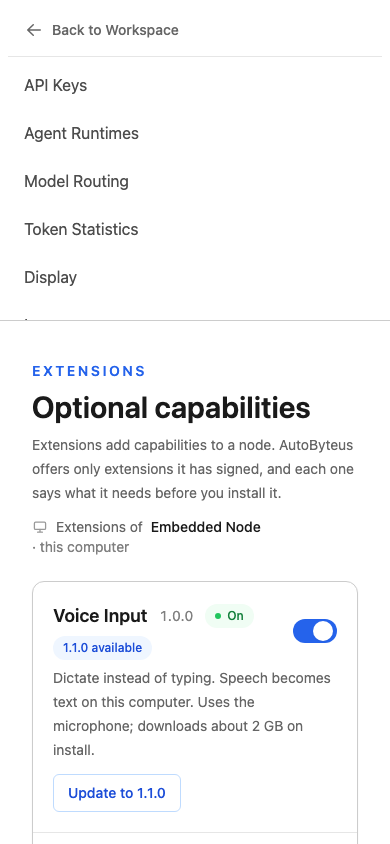 Back to Workspace
API Keys
Agent Runtimes
Model Routing
Token Statistics
Display
EXTENSIONS
Optional capabilities
Extensions add capabilities to a node. AutoByteus
offers only extensions it has signed, and each one
says what it needs before you install it.
Extensions of Embedded Node
· this computer
Voice Input 1.0.0 On
1.1.0 available
Dictate instead of typing. Speech becomes
text on this computer. Uses the
microphone; downloads about 2 GB on
install.
Update to 1.1.0